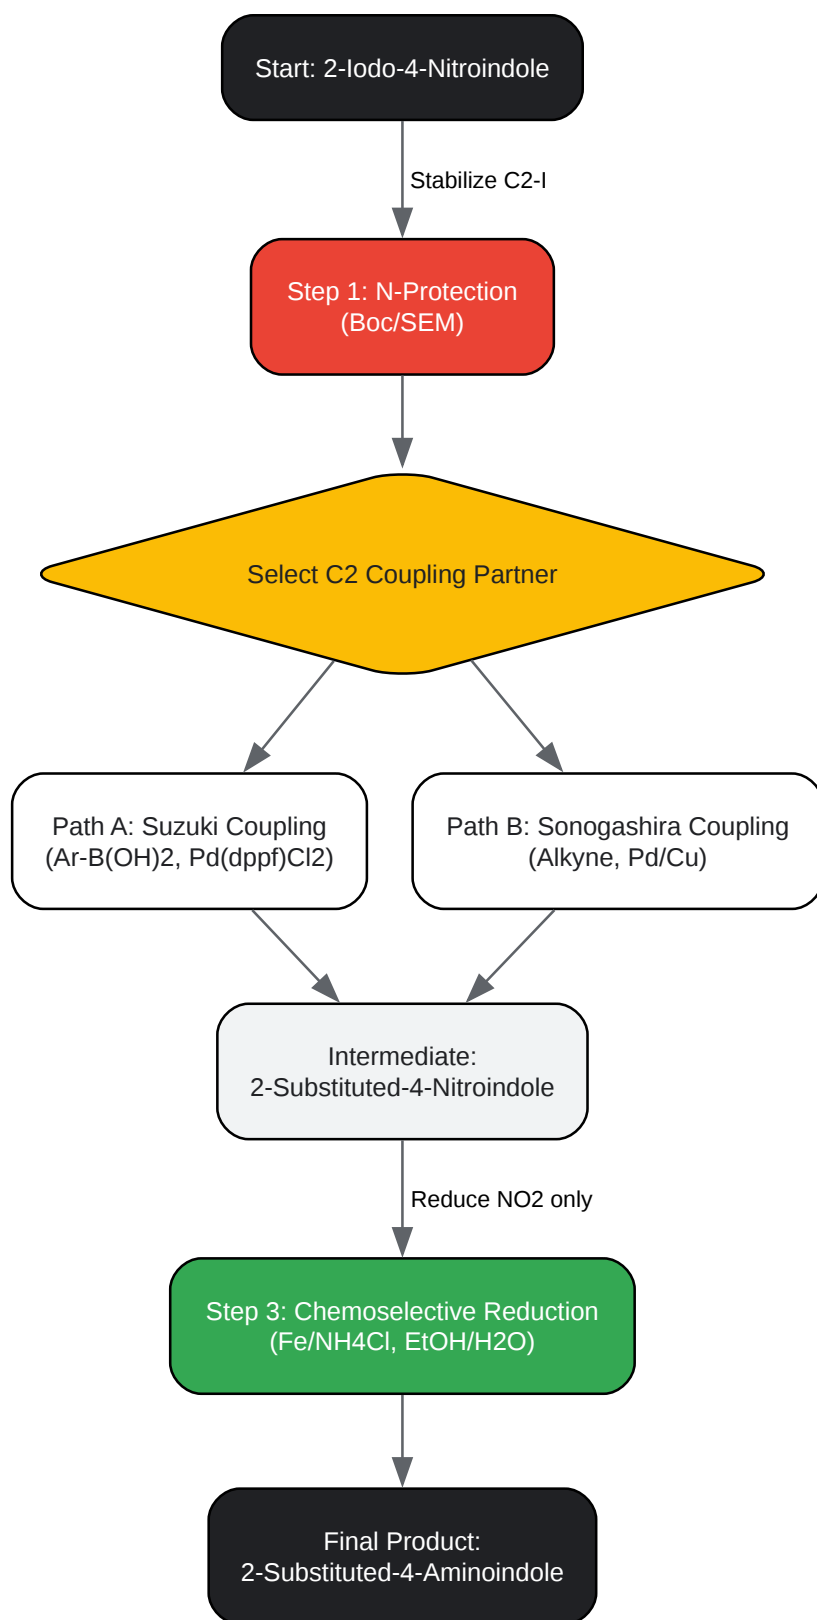 Start: 2-Iodo-4-Nitroindole
Stabilize C2-I
Step 1: N-Protection
(Boc/SEM)
Select C2 Coupling Partner
Path A: Suzuki Coupling
(Ar-B(OH)2, Pd(dppf)Cl2)
Path B: Sonogashira Coupling
(Alkyne, Pd/Cu)
Intermediate:
2-Substituted-4-Nitroindole
Reduce NO2 only
Step 3: Chemoselective Reduction
(Fe/NH4Cl, EtOH/H2O)
Final Product:
2-Substituted-4-Aminoindole